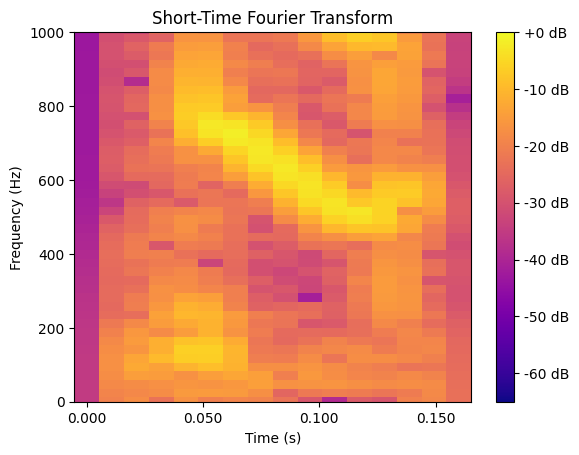 Short-Time Fourier Transform
1000
800
600
400
200
0
Frequency (Hz)
0.000
0.050
0.100
0.150
Time (s)
+0 dB
-10 dB
-20 dB
-30 dB
-40 dB
-50 dB
-60 dB